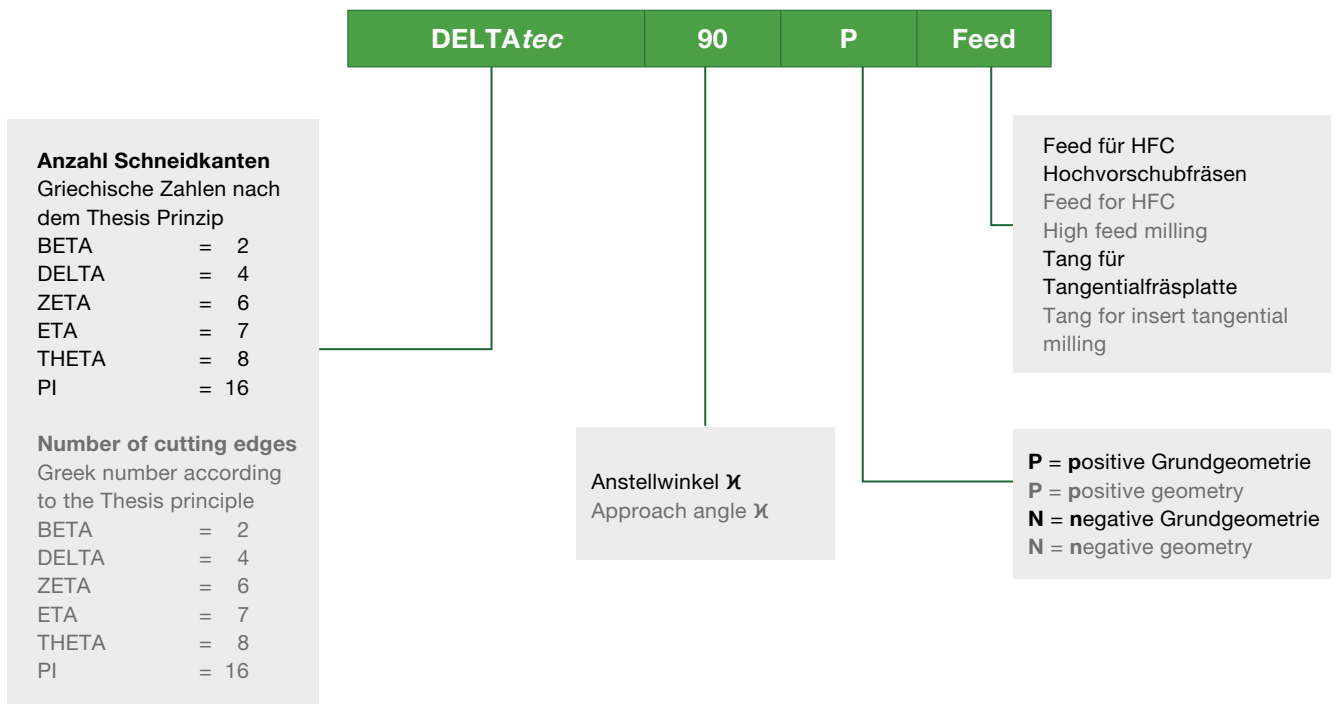 DELTAtec 90 P Feed
Anzahl Schneidkanten
Griechische Zahlen nach
dem Thesis Prinzip
BETA = 2
DELTA = 4
ZETA = 6
ETA = 7
THETA = 8
PI = 16
Number of cutting edges
Greek number according
to the Thesis principle
BETA = 2
DELTA = 4
ZETA = 6
ETA = 7
THETA = 8
PI = 16
Anstellwinkel ϰ
Approach angle ϰ
Feed für HFC
Hochvorschubfräsen
Feed for HFC
High feed milling
Tang für
Tangentialfräsplatte
Tang for insert tangential
milling
P = positive Grundgeometrie
P = positive geometry
N = negative Grundgeometrie
N = negative geometry